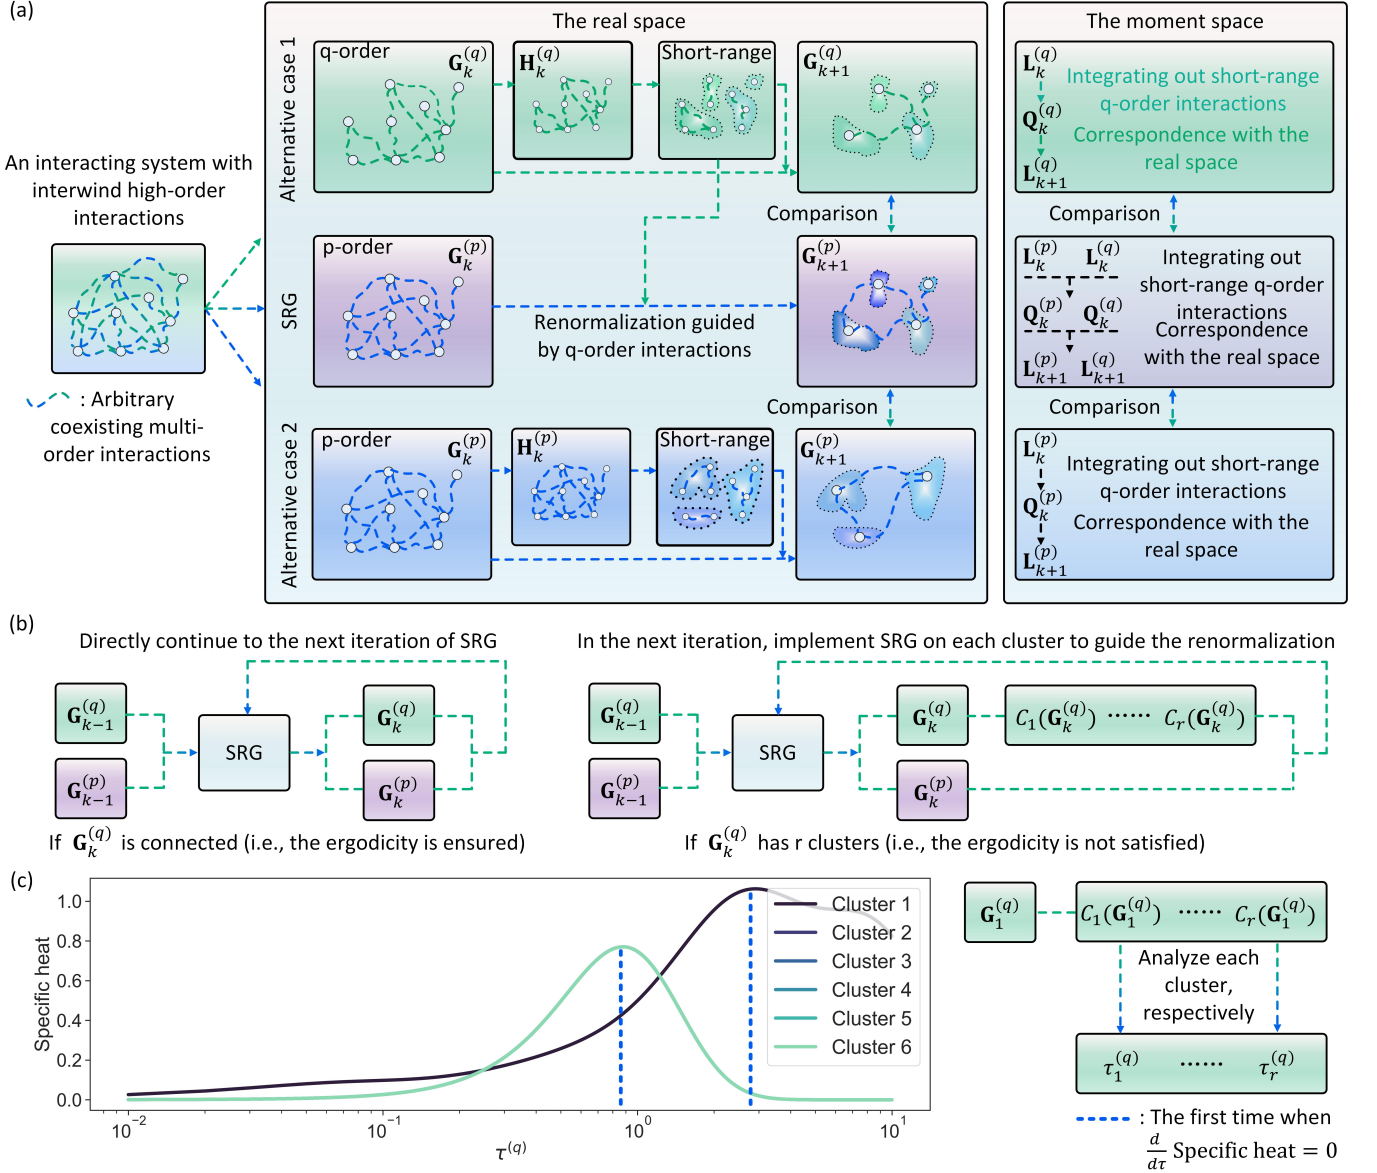 (a)
The real space
The moment space
An interacting system with
interwind high-order
interactions
: Arbitrary
coexisting multi-
order interactions
Alternative case 1
q-order
G_k^(q)
H_k^(q)
Short-range
G_{k+1}^(q)
L_k^(q)
Q_k^(q)
L_{k+1}^(q)
Integrating out short-range
q-order interactions
Correspondence with the
real space
Comparison
Comparison
SRG
p-order
G_k^(p)
Renormalization guided
by q-order interactions
G_{k+1}^(p)
L_k^(p) L_k^(q)
Q_k^(p) Q_k^(q)
L_{k+1}^(p) L_{k+1}^(q)
Integrating out
short-range q-order
interactions
Correspondence
with the real space
Comparison
Comparison
Alternative case 2
p-order
G_k^(p)
H_k^(p)
Short-range
G_{k+1}^(p)
L_k^(p)
Q_k^(p)
L_{k+1}^(p)
Integrating out short-range
q-order interactions
Correspondence with the
real space
(b)
Directly continue to the next iteration of SRG
G_{k−1}^(q)
G_{k−1}^(p)
SRG
G_k^(q)
G_k^(p)
If G_k^(q) is connected (i.e., the ergodicity is ensured)
In the next iteration, implement SRG on each cluster to guide the renormalization
G_{k−1}^(q)
G_{k−1}^(p)
SRG
G_k^(q)
C_1(G_k^(q)) ······ C_r(G_k^(q))
G_k^(p)
If G_k^(q) has r clusters (i.e., the ergodicity is not satisfied)
(c)
Specific heat
1.0
0.8
0.6
0.4
0.2
0.0
10^−2
10^−1
10^0
10^1
τ^(q)
Cluster 1
Cluster 2
Cluster 3
Cluster 4
Cluster 5
Cluster 6
G_1^(q)
C_1(G_1^(q)) ······ C_r(G_1^(q))
Analyze each
cluster,
respectively
τ_1^(q) ······ τ_r^(q)
: The first time when
d/dτ Specific heat = 0